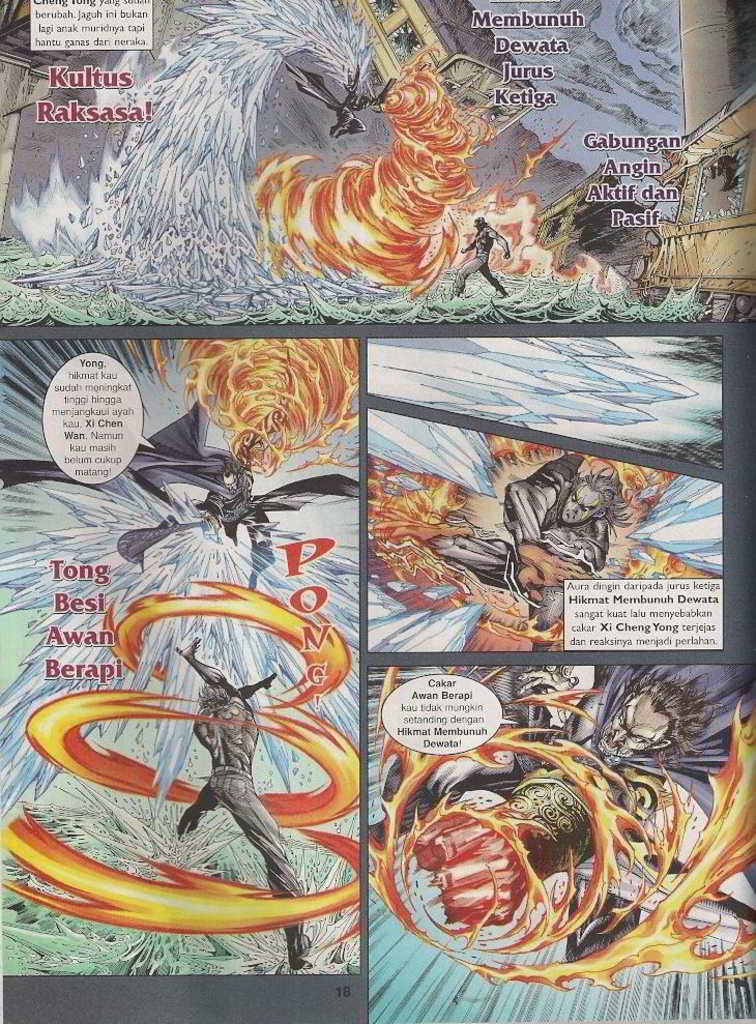 Cheng Yong yang sudah
berubah. Jaguh ini bukan
lagi anak muridnya tapi
hantu ganas dari neraka.
Kultus
Raksasa!
Membunuh
Dewata
Jurus
Ketiga
Gabungan
Angin
Aktif dan
Pasif
Yong,
hikmat kau
sudah meningkat
tinggi hingga
menjangkaui ayah
kau, Xi Chen
Wan. Namun
kau masih
belum cukup
matang!
Tong
Besi
Awan
Berapi
PONG!
Aura dingin daripada jurus ketiga
Hikmat Membunuh Dewata
sangat kuat lalu menyebabkan
cakar Xi Cheng Yong terjejas
dan reaksinya menjadi perlahan.
Cakar
Awan Berapi
kau tidak mungkin
setanding dengan
Hikmat Membunuh
Dewata!
18